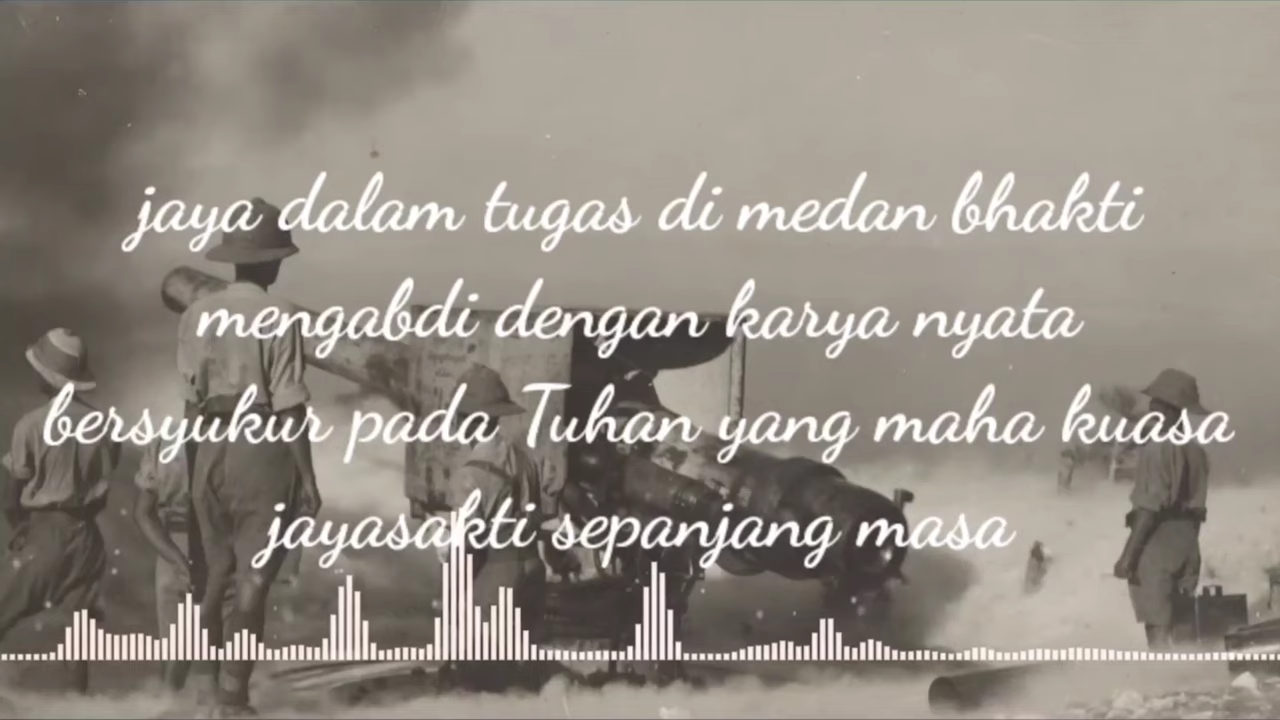 jaya dalam tugas di medan bhakti
mengabdi dengan karya nyata
bersyukur pada Tuhan yang maha kuasa
jayasakti sepanjang masa